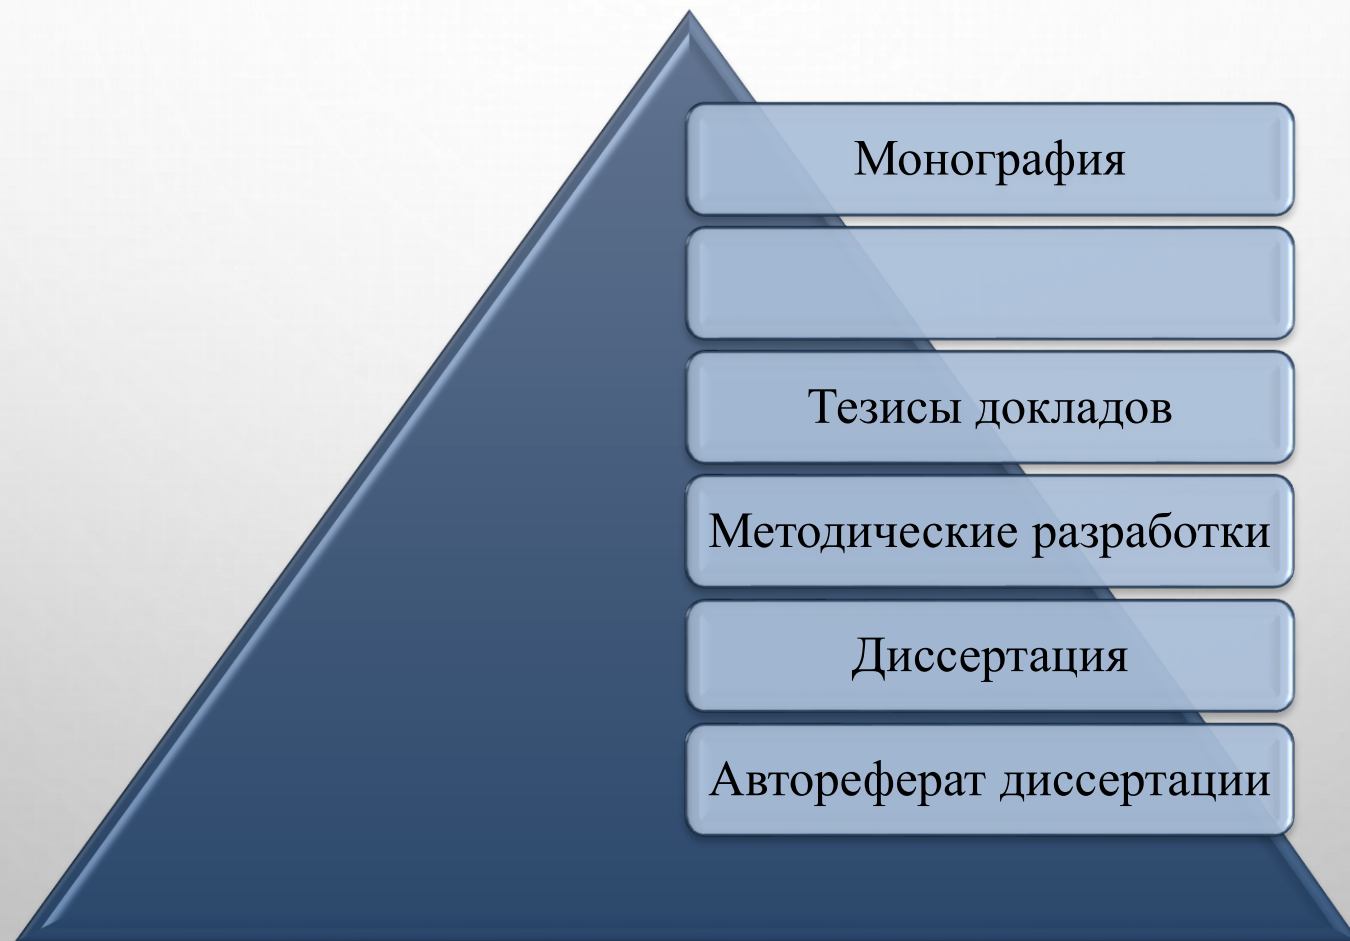 Монография
Тезисы докладов
Методические разработки
Диссертация
Автореферат диссертации